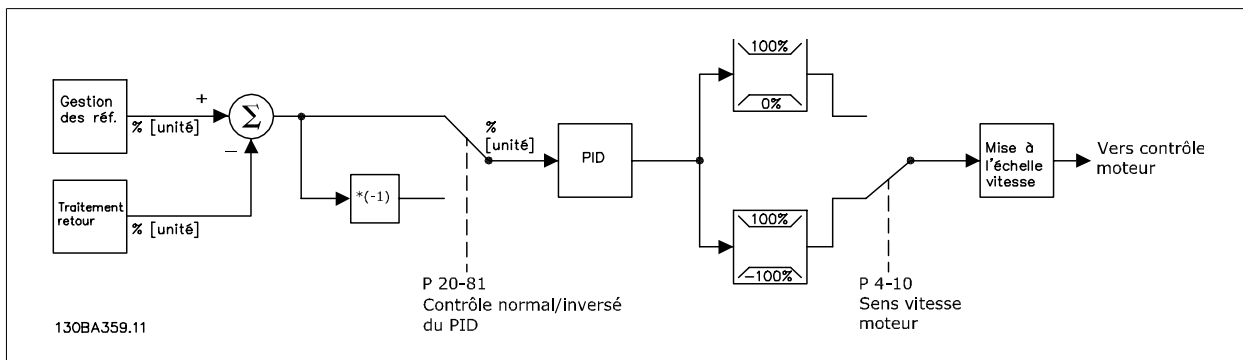 Gestion
des réf.
+
% [unité]
Σ
−
Traitement
retour
% [unité]
*(-1)
%
[unité]
PID
P 20-81
Contrôle normal/inversé
du PID
100%
0%
100%
−100%
P 4-10
Sens vitesse
moteur
Mise à
l'échelle
vitesse
Vers contrôle
moteur
130BA359.11